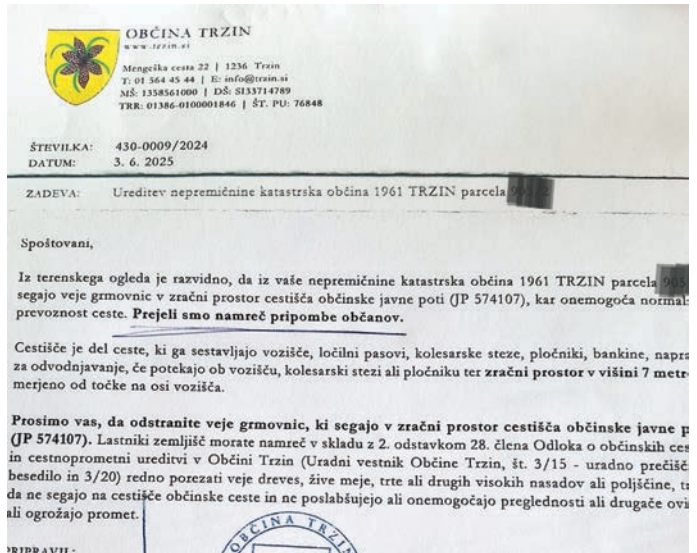 OBČINA TRZIN
www.trzin.si
Mengeška cesta 22 | 1236 Trzin
T: 01 564 45 44 | E: info@trzin.si
MŠ: 1358561000 | DŠ: SI33714789
TRR: 01386-0100001846 | ŠT. PU: 76848
ŠTEVILKA: 430-0009/2024
DATUM: 3. 6. 2025
ZADEVA: Ureditev nepremičnine katastrska občina 1961 TRZIN parcela
Spoštovani,
Iz terenskega ogleda je razvidno, da iz vaše nepremičnine katastrska občina 1961 TRZIN parcela
segajo veje grmovnic v zračni prostor cestišča občinske javne poti (JP 574107), kar onemogoča normal
prevoznost ceste. Prejeli smo namreč pripombe občanov.
Cestišče je del ceste, ki ga sestavljajo vozišče, ločilni pasovi, kolesarske steze, pločniki, bankine, napra
za odvodnjavanje, če potekajo ob vozišču, kolesarski stezi ali pločniku ter zračni prostor v višini 7 metr
merjeno od točke na osi vozišča.
Prosimo vas, da odstranite veje grmovnic, ki segajo v zračni prostor cestišča občinske javne p
(JP 574107). Lastniki zemljišč morate namreč v skladu z 2. odstavkom 28. člena Odloka o občinskih ces
in cestnoprometni ureditvi v Občini Trzin (Uradni vestnik Občine Trzin, št. 3/15 - uradno prečišč
besedilo in 3/20) redno porezati veje dreves, žive meje, trte ali drugih visokih nasadov ali poljščine, t
da ne segajo na cestišče občinske ceste in ne poslabšujejo ali onemogočajo preglednosti ali drugače ovi
ali ogrožajo promet.
OBČINA TRZIN
PRIPRAVIL: